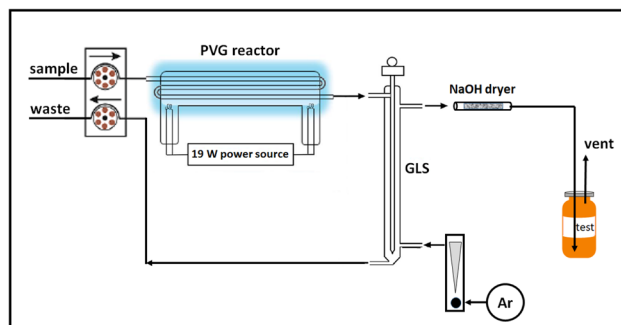 PVG reactor
sample
waste
19 W power source
GLS
NaOH dryer
vent
test
Ar